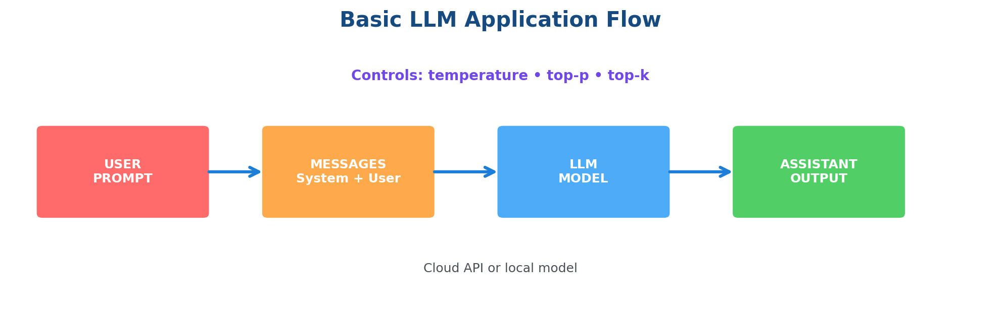 Basic LLM Application Flow
Controls: temperature • top-p • top-k
USER
PROMPT
MESSAGES
System + User
LLM
MODEL
ASSISTANT
OUTPUT
Cloud API or local model